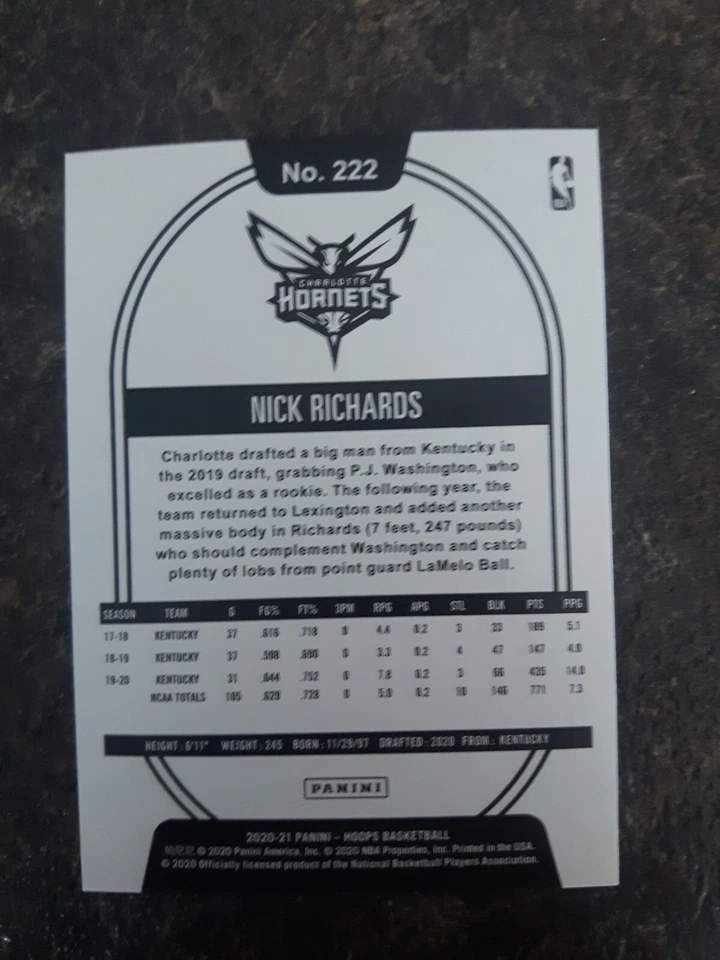 No. 222
CHARLOTTE
HORNETS
NICK RICHARDS
Charlotte drafted a big man from Kentucky in
the 2019 draft, grabbing P.J. Washington, who
excelled as a rookie. The following year, the
team returned to Lexington and added another
massive body in Richards (7 feet, 247 pounds)
who should complement Washington and catch
plenty of lobs from point guard LaMelo Ball.
SEASON TEAM G FG% FT% 3PM RPG APG STL BLK PTS PPG
17-18 KENTUCKY 37 .616 .718 0 4.4 0.2 3 33 189 5.1
18-19 KENTUCKY 37 .598 0 3.3 0.2 4 47 147 4.0
19-20 KENTUCKY 31 .644 .752 0 7.8 0.2 3 66 435 14.0
NCAA TOTALS 105 .629 .728 0 5.0 0.2 10 146 771 7.3
HEIGHT: 6'11" WEIGHT: 245 BORN: 11/29/97 DRAFTED - 2020 FROM: KENTUCKY
PANINI
2020-21 PANINI - HOOPS BASKETBALL
© 2020 Panini America, Inc. © 2020 NBA Properties, Inc. Printed in the USA.
© 2020 Officially licensed product of the National Basketball Players Association.